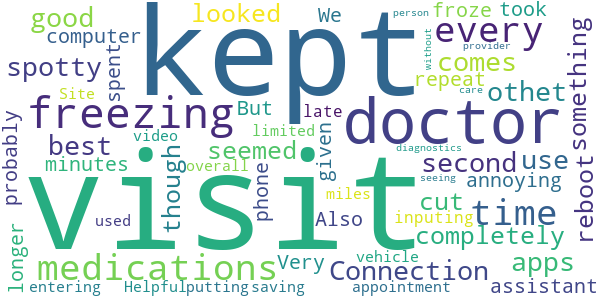 person
good looked We froze took
computer kept every
spotty spent comes
Site But repeat othet
freezing late doctor
best video seemed limited
minutes though phone given second use
probably overall miles diagnostics annoying
visit cut time
longer used Also inputing completely
medications Very vehicle Connection apps
entering Helpful putting saving appointment assistant
something reboot
without provider care seeing